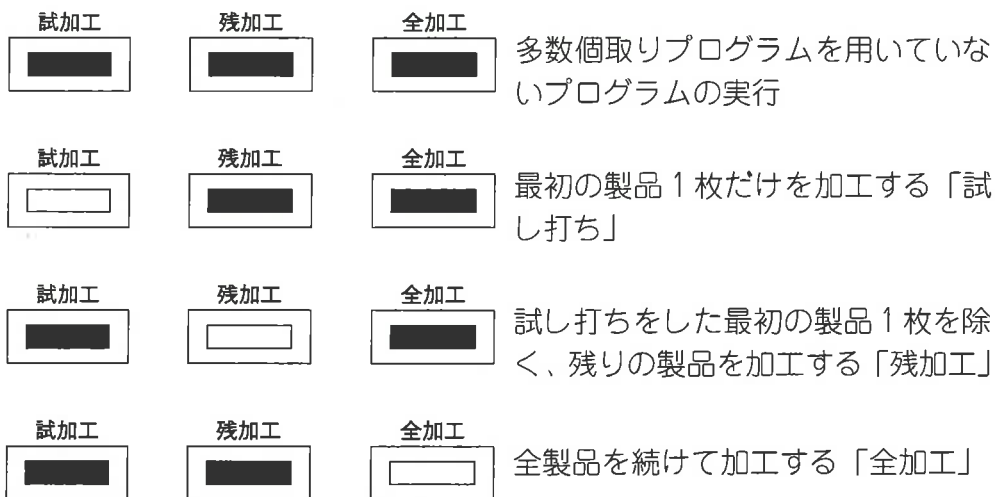 試加工 残加工 全加工
多数個取りプログラムを用いていな
いプログラムの実行
試加工 残加工 全加工
最初の製品1枚だけを加工する「試
し打ち」
試加工 残加工 全加工
試し打ちをした最初の製品1枚を除
く、残りの製品を加工する「残加工」
試加工 残加工 全加工
全製品を続けて加工する「全加工」